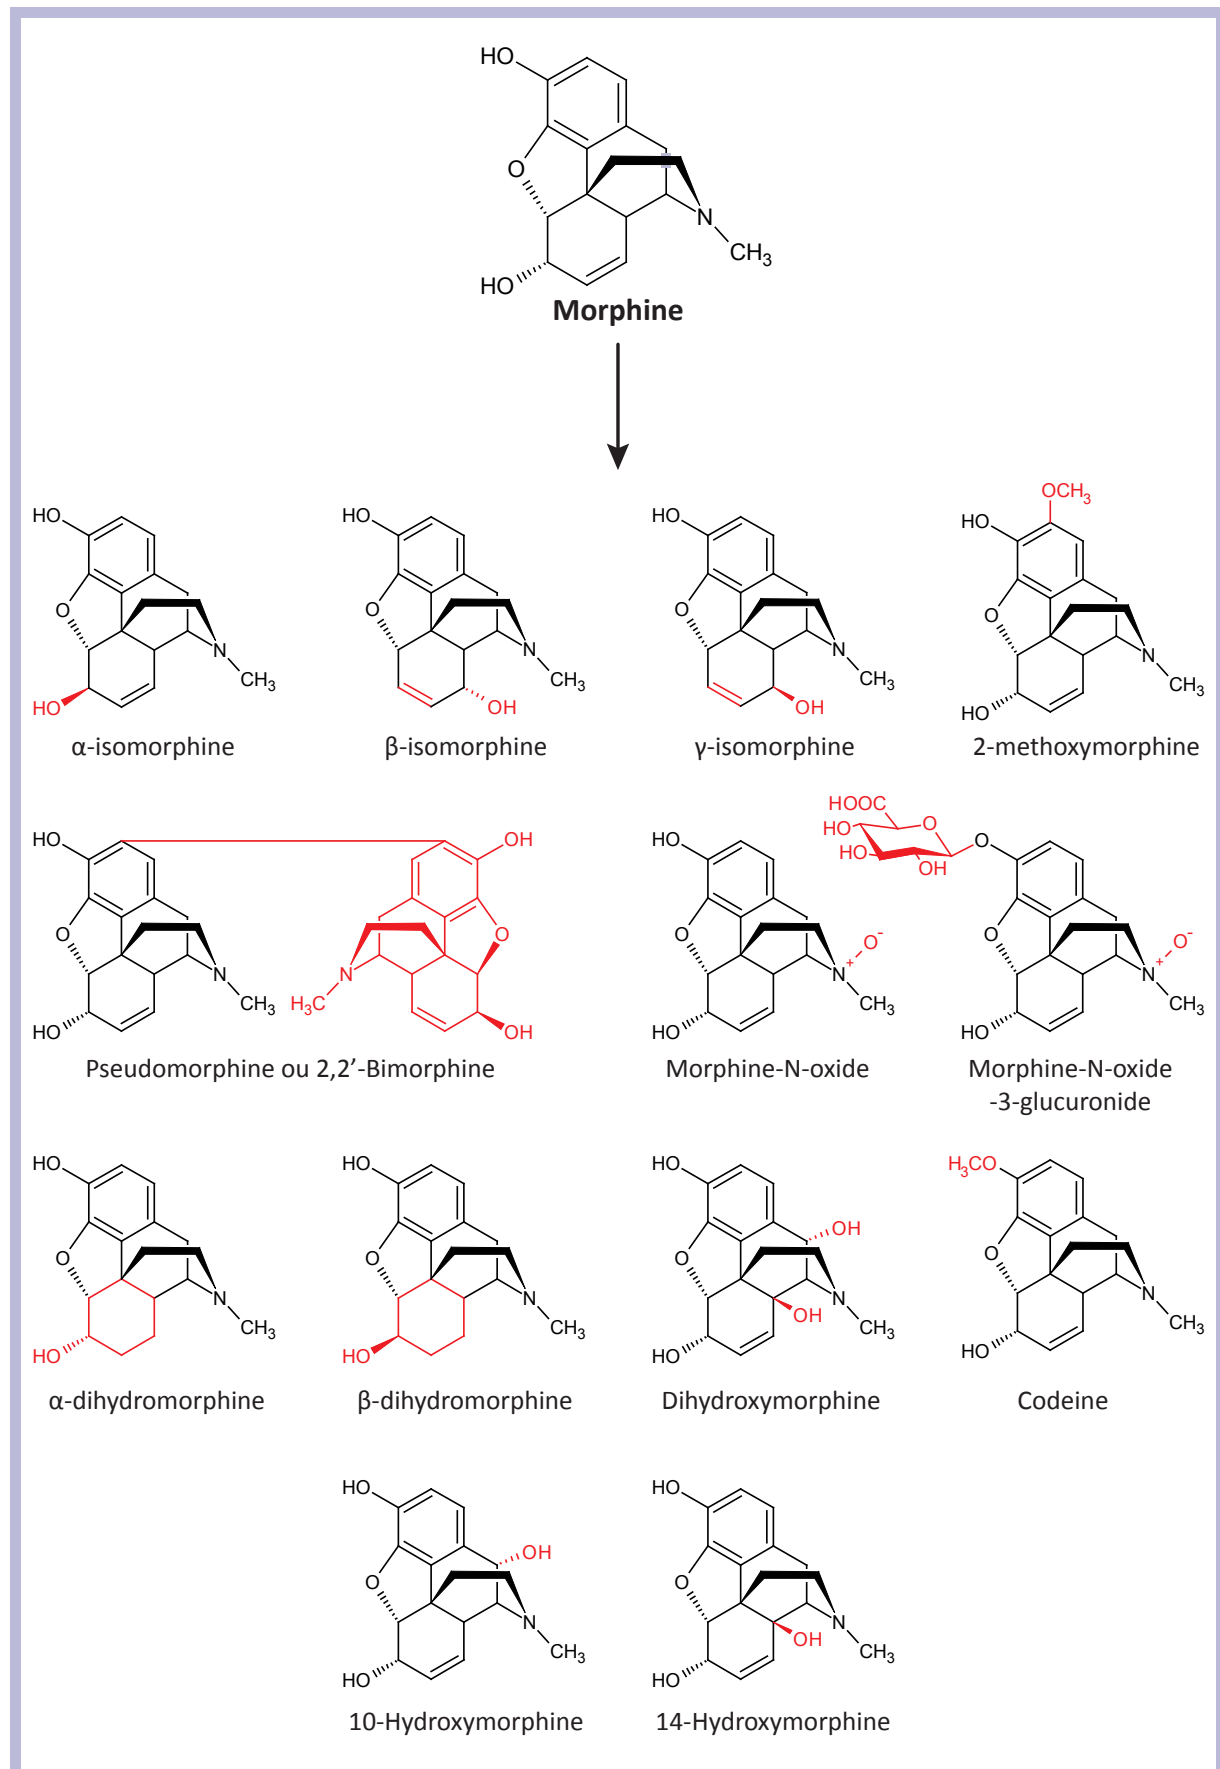 HO
O
HO
N
CH3
Morphine
HO
O
HO
N
CH3
α-isomorphine
HO
O
OH
N
CH3
β-isomorphine
HO
O
OH
N
CH3
γ-isomorphine
OCH3
HO
O
HO
N
CH3
2-methoxymorphine
HO
O
HO
N
CH3
OH
O
N
H3C
OH
Pseudomorphine ou 2,2’-Bimorphine
HO
O
HO
N
+
O-
CH3
Morphine-N-oxide
HOOC
HO
HO
O
OH
O
O
HO
N
+
O-
CH3
Morphine-N-oxide
-3-glucuronide
HO
O
HO
N
CH3
α-dihydromorphine
HO
O
HO
N
CH3
β-dihydromorphine
HO
O
HO
OH
OH
N
CH3
Dihydroxymorphine
H3CO
O
HO
N
CH3
Codeine
HO
O
HO
OH
N
CH3
10-Hydroxymorphine
HO
O
HO
OH
N
CH3
14-Hydroxymorphine